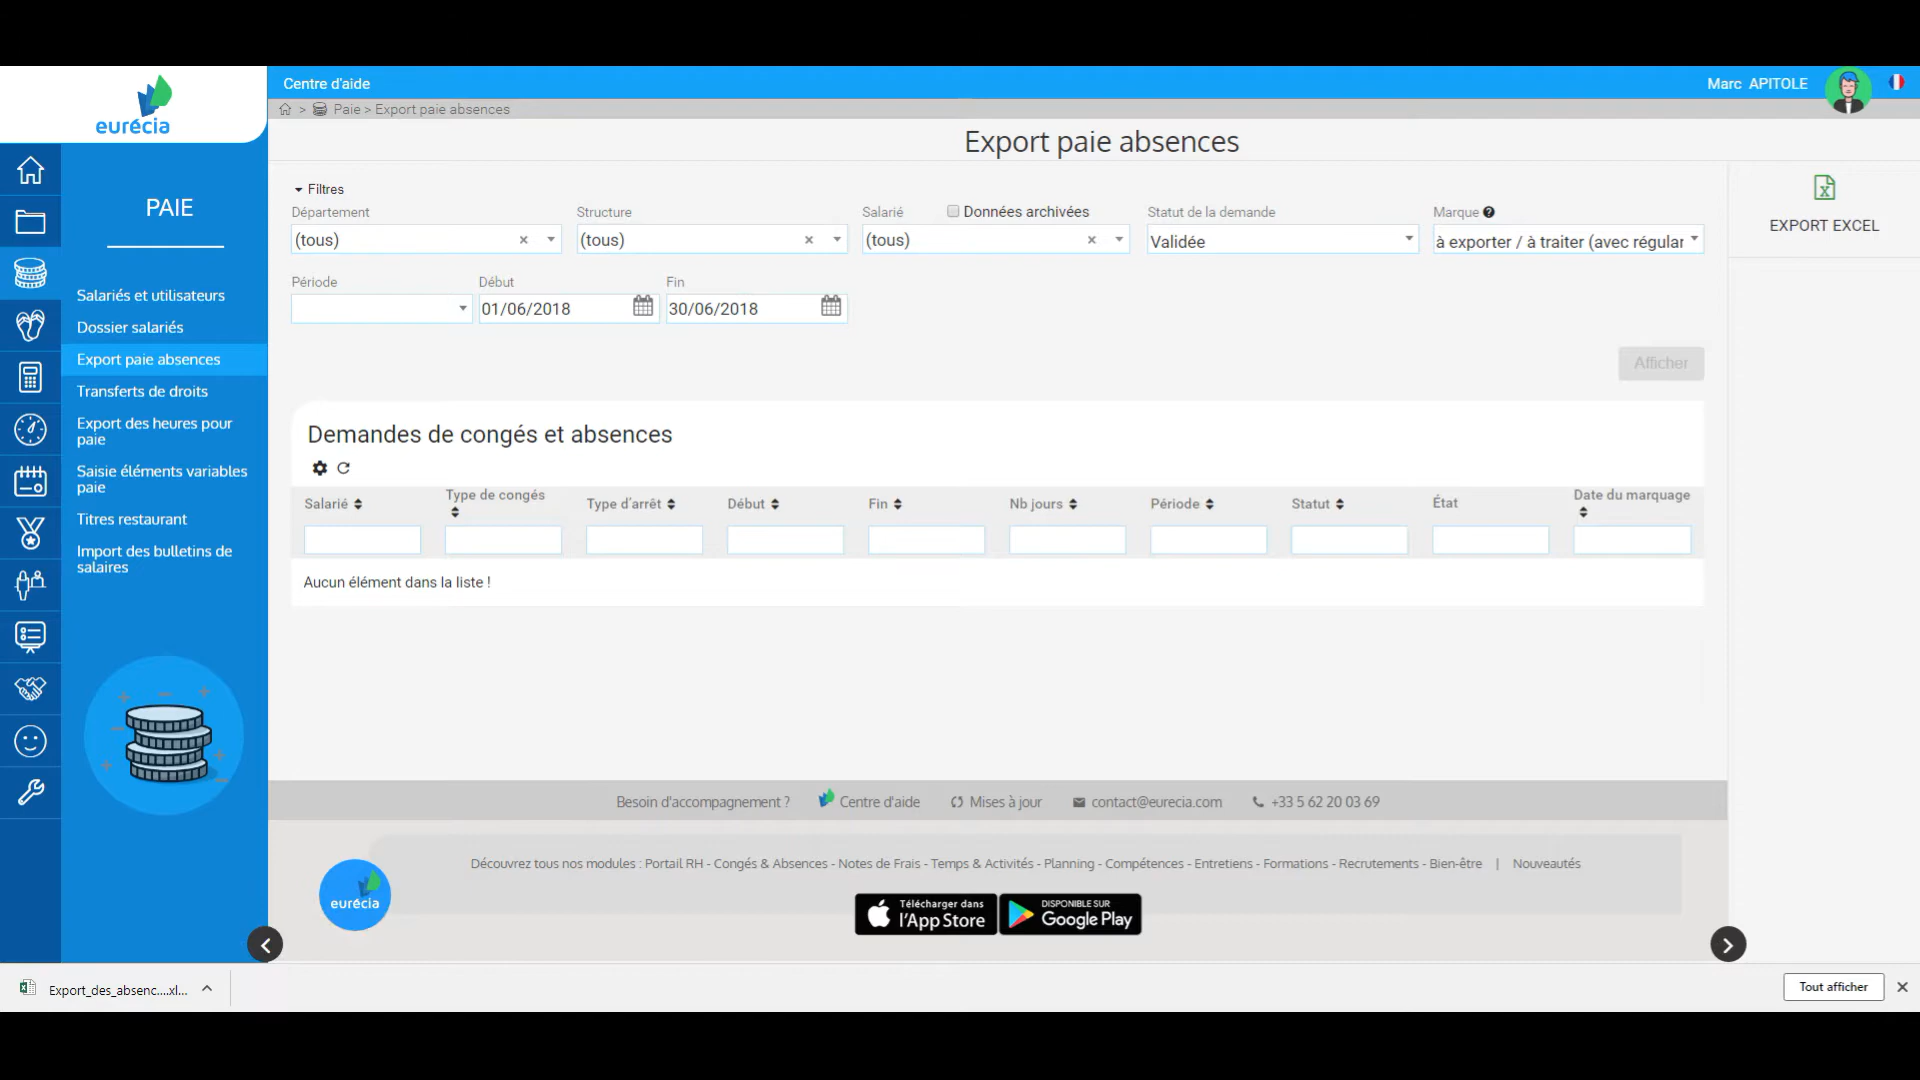 eurécia
Centre d'aide
Marc APITOLE
> Paie > Export paie absences
Export paie absences
PAIE
Salariés et utilisateurs
Dossier salariés
Export paie absences
Transferts de droits
Export des heures pour
paie
Saisie éléments variables
paie
Titres restaurant
Import des bulletins de
salaires
Filtres
Département
Structure
Salarié
Données archivées
Statut de la demande
Marque
(tous)
(tous)
(tous)
Validée
à exporter / à traiter (avec régular
Période
Début
Fin
01/06/2018
30/06/2018
Afficher
EXPORT EXCEL
Demandes de congés et absences
Salarié
Type de congés
Type d'arrêt
Début
Fin
Nb jours
Période
Statut
État
Date du marquage
Aucun élément dans la liste !
Besoin d'accompagnement ?
Centre d'aide
Mises à jour
contact@eurecia.com
+33 5 62 20 03 69
eurécia
Découvrez tous nos modules : Portail RH - Congés & Absences - Notes de Frais - Temps & Activités - Planning - Compétences - Entretiens - Formations - Recrutements - Bien-être | Nouveautés
Télécharger dans
l'App Store
DISPONIBLE SUR
Google Play
Export_des_absenc....xl...
Tout afficher